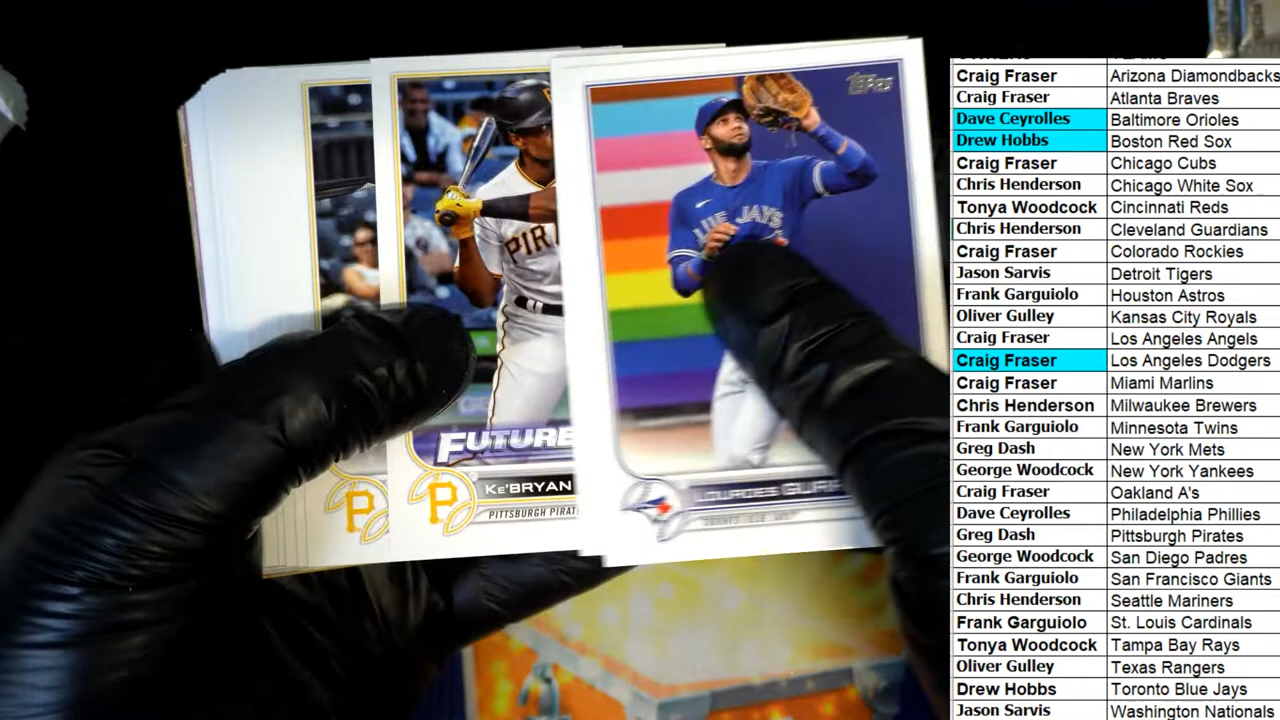 Topps
BLUE JAYS
PIR
FUTURE
KE'BRYAN
PITTSBURGH PIRAT
P
P
LOURDES GURR
Craig Fraser Arizona Diamondbacks
Craig Fraser Atlanta Braves
Dave Ceyrolles Baltimore Orioles
Drew Hobbs Boston Red Sox
Craig Fraser Chicago Cubs
Chris Henderson Chicago White Sox
Tonya Woodcock Cincinnati Reds
Chris Henderson Cleveland Guardians
Craig Fraser Colorado Rockies
Jason Sarvis Detroit Tigers
Frank Garguiolo Houston Astros
Oliver Gulley Kansas City Royals
Craig Fraser Los Angeles Angels
Craig Fraser Los Angeles Dodgers
Craig Fraser Miami Marlins
Chris Henderson Milwaukee Brewers
Frank Garguiolo Minnesota Twins
Greg Dash New York Mets
George Woodcock New York Yankees
Craig Fraser Oakland A's
Dave Ceyrolles Philadelphia Phillies
Greg Dash Pittsburgh Pirates
George Woodcock San Diego Padres
Frank Garguiolo San Francisco Giants
Chris Henderson Seattle Mariners
Frank Garguiolo St. Louis Cardinals
Tonya Woodcock Tampa Bay Rays
Oliver Gulley Texas Rangers
Drew Hobbs Toronto Blue Jays
Jason Sarvis Washington Nationals